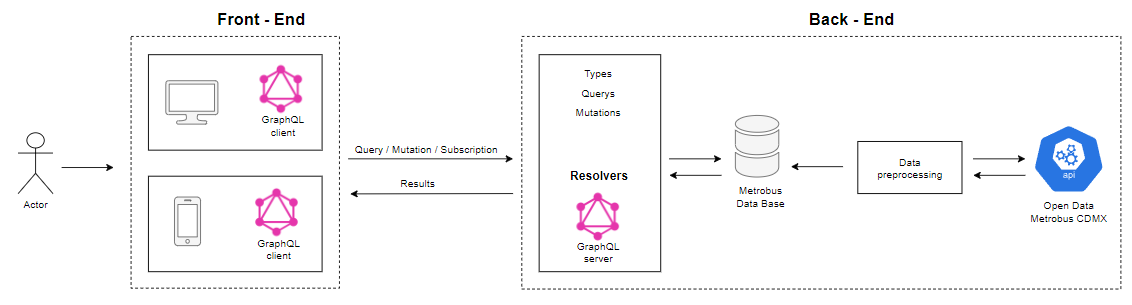 Front - End
Back - End
GraphQL
client
GraphQL
client
Actor
Query / Mutation / Subscription
Results
Types
Querys
Mutations
Resolvers
GraphQL
server
Metrobus
Data Base
Data
preprocessing
api
Open Data
Metrobus CDMX